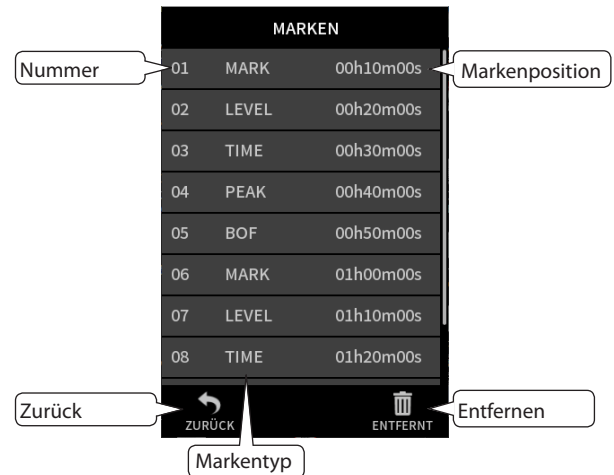 MARKEN
Nummer
01 MARK 00h10m00s
Markenposition
02 LEVEL 00h20m00s
03 TIME 00h30m00s
04 PEAK 00h40m00s
05 BOF 00h50m00s
06 MARK 01h00m00s
07 LEVEL 01h10m00s
08 TIME 01h20m00s
Zurück
ZURÜCK
ENTFERNT
Entfernen
Markentyp